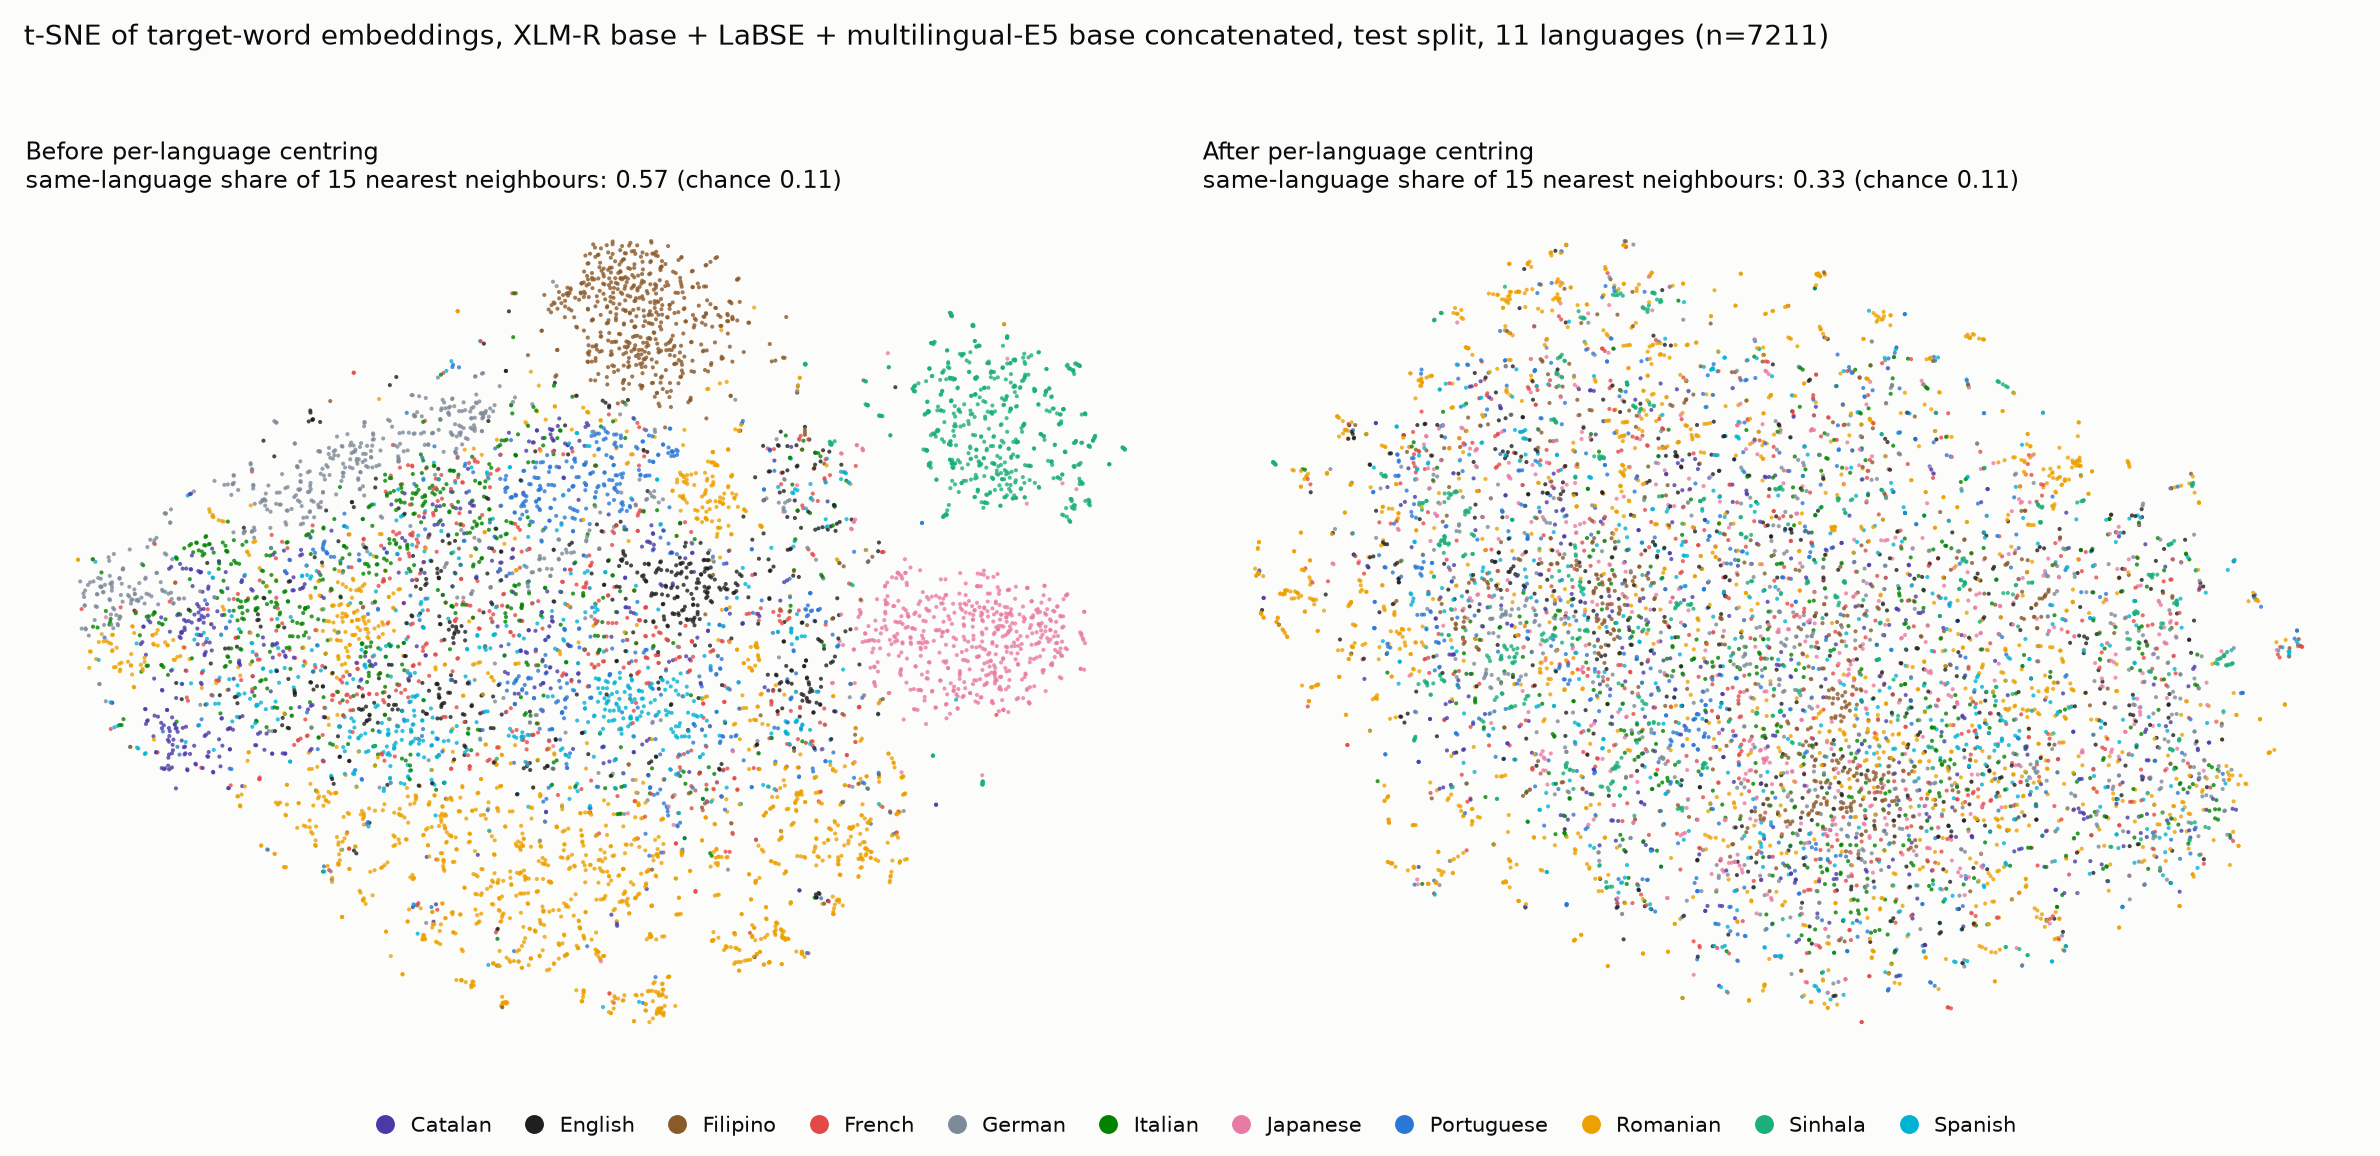 t-SNE of target-word embeddings, XLM-R base + LaBSE + multilingual-E5 base concatenated, test split, 11 languages (n=7211)
Before per-language centring
same-language share of 15 nearest neighbours: 0.57 (chance 0.11)
After per-language centring
same-language share of 15 nearest neighbours: 0.33 (chance 0.11)
Catalan English Filipino French German Italian Japanese Portuguese Romanian Sinhala Spanish